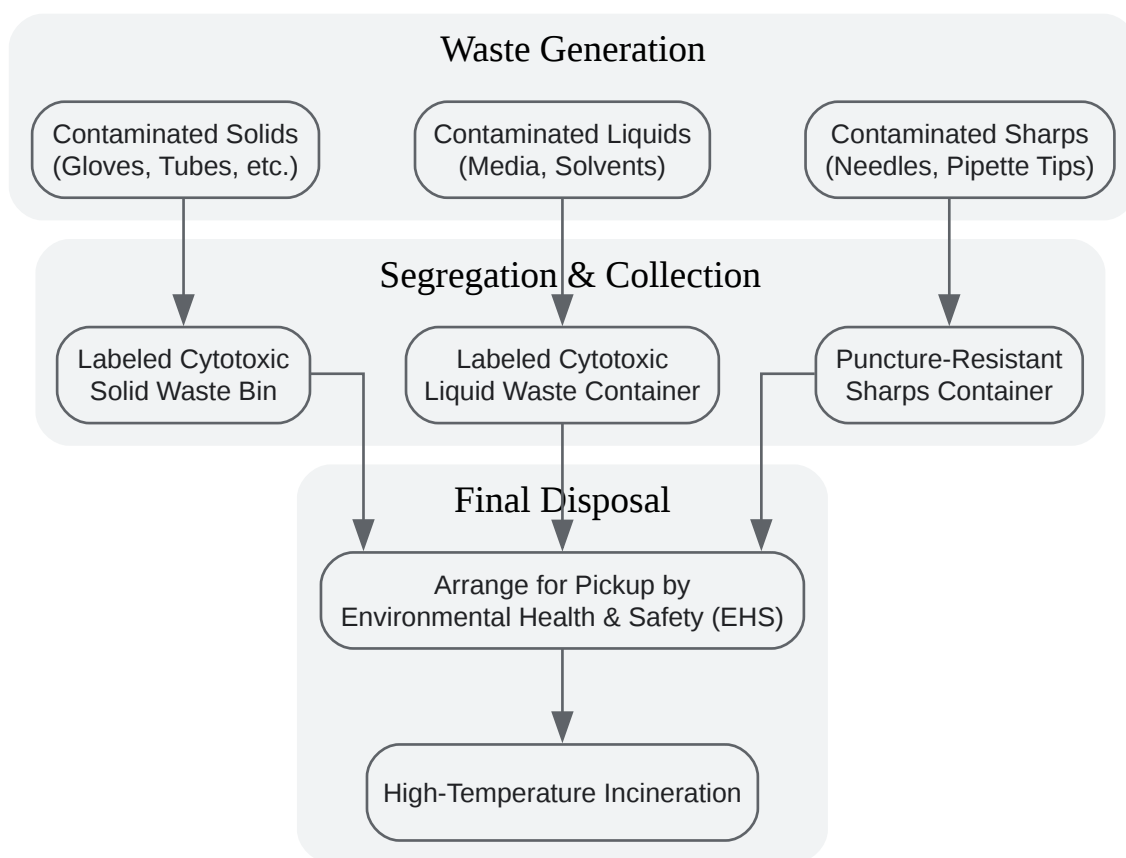 Waste Generation
Contaminated Solids
(Gloves, Tubes, etc.)
Contaminated Liquids
(Media, Solvents)
Contaminated Sharps
(Needles, Pipette Tips)
Segregation & Collection
Labeled Cytotoxic
Solid Waste Bin
Labeled Cytotoxic
Liquid Waste Container
Puncture-Resistant
Sharps Container
Final Disposal
Arrange for Pickup by
Environmental Health & Safety (EHS)
High-Temperature Incineration